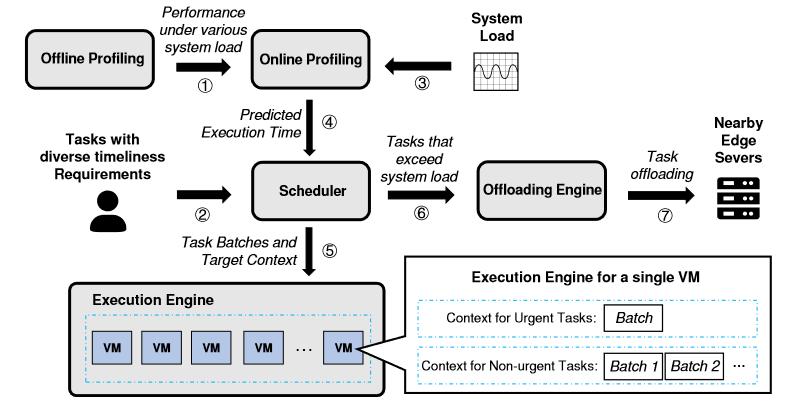 Offline Profiling
Performance
under various
system load
①
Online Profiling
③
System
Load
Predicted
Execution Time
④
Tasks with
diverse timeliness
Requirements
②
Scheduler
Tasks that
exceed
system load
⑥
Offloading Engine
Task
offloading
⑦
Nearby
Edge
Severs
Task Batches and
Target Context
⑤
Execution Engine
VM VM VM VM ... VM
Execution Engine for a single VM
Context for Urgent Tasks: Batch
Context for Non-urgent Tasks: Batch 1 Batch 2 ...